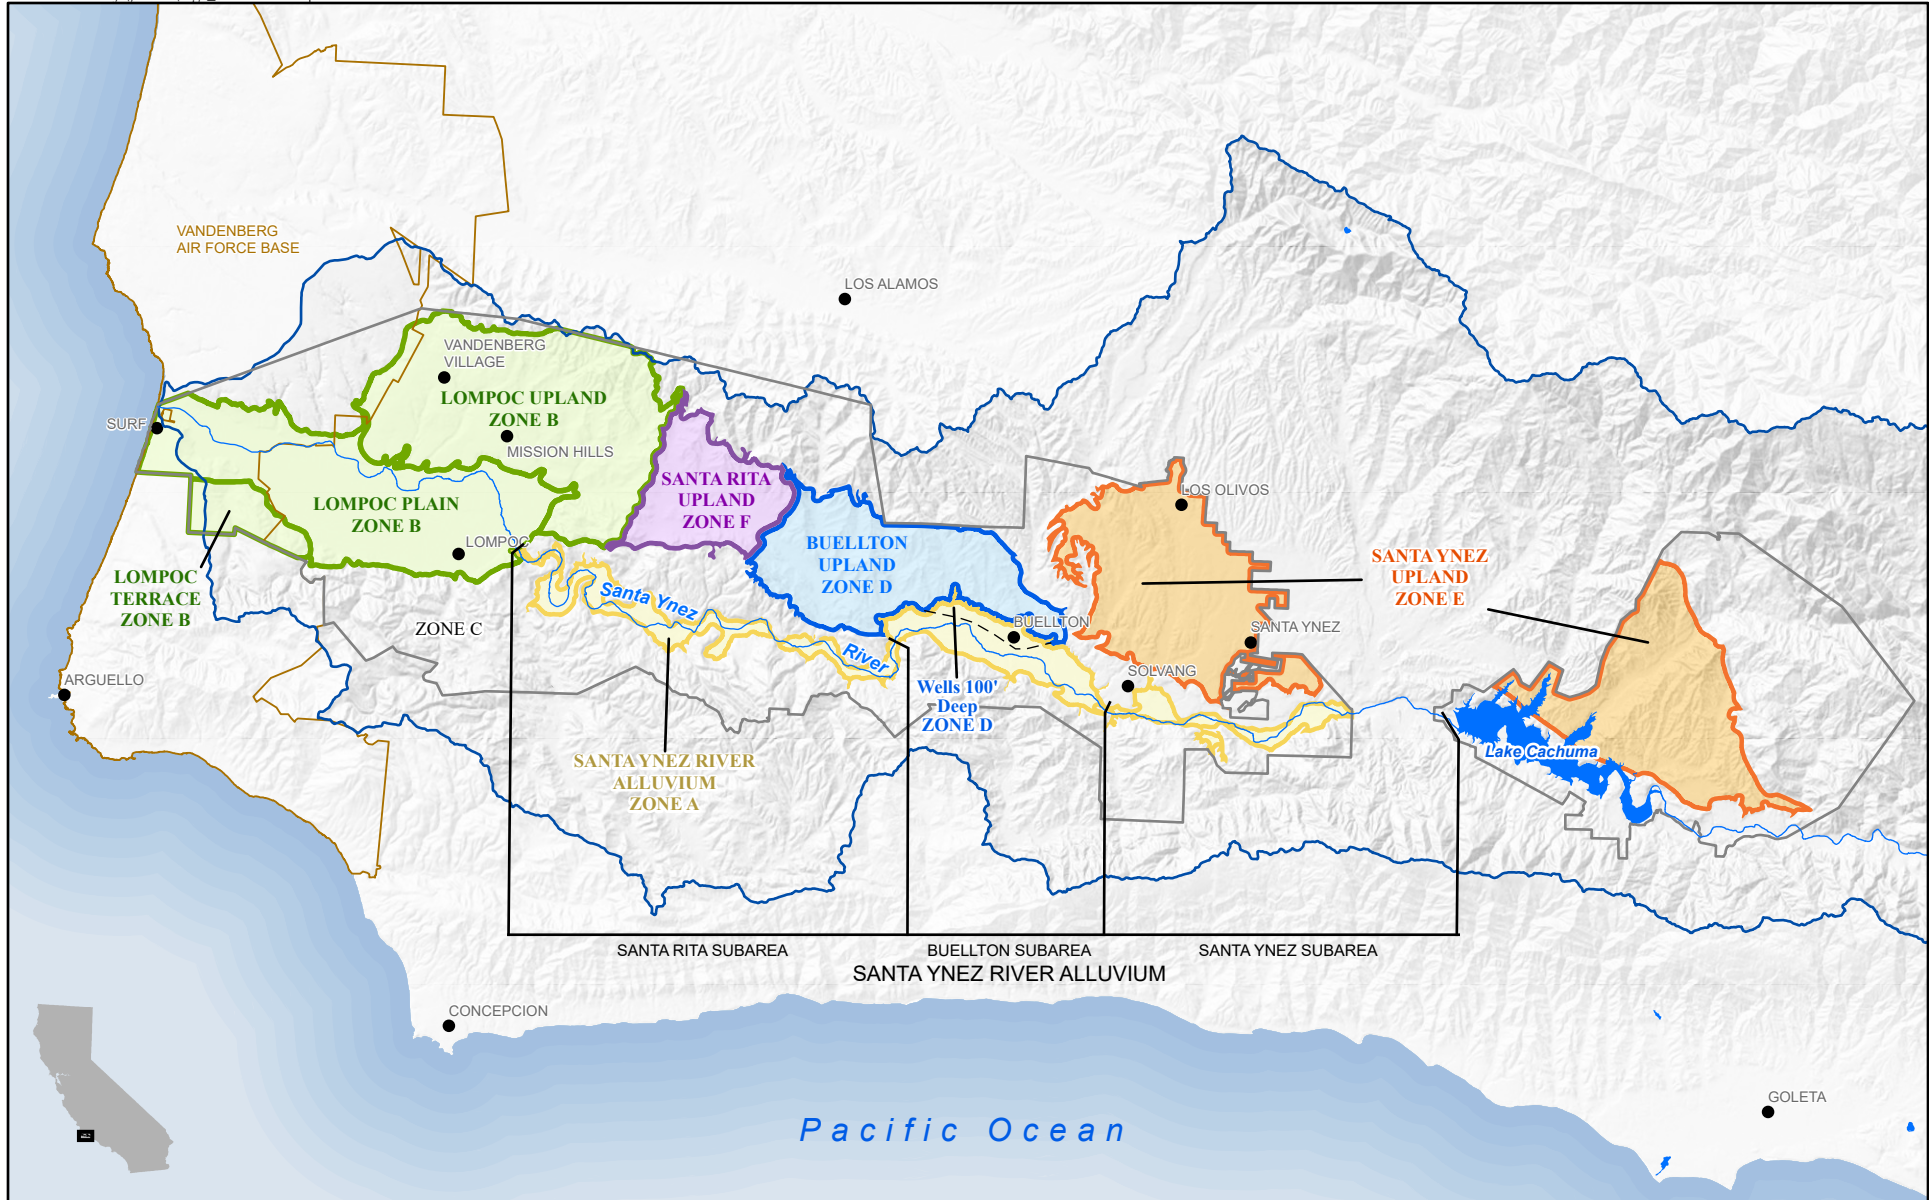 VANDENBERG
AIR FORCE BASE
LOS ALAMOS
VANDENBERG
VILLAGE
LOMPOC UPLAND
ZONE B
SURF
MISSION HILLS
SANTA RITA
UPLAND
ZONE F
LOS OLIVOS
LOMPOC PLAIN
ZONE B
LOMPOC
BUELLTON
UPLAND
ZONE D
SANTA YNEZ
UPLAND
ZONE E
LOMPOC
TERRACE
ZONE B
Santa Ynez
River
ZONE C
BUELLTON
SANTA YNEZ
ARGUELLO
SOLVANG
Wells 100'
Deep
ZONE D
SANTA YNEZ RIVER
ALLUVIUM
ZONE A
Lake Cachuma
SANTA RITA SUBAREA
BUELLTON SUBAREA
SANTA YNEZ SUBAREA
SANTA YNEZ RIVER ALLUVIUM
CONCEPCION
GOLETA
Pacific Ocean